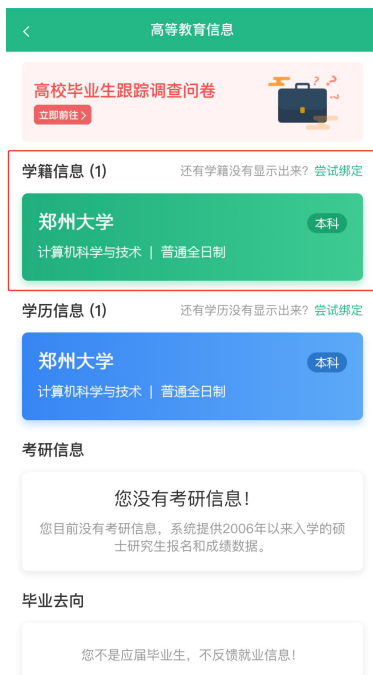 高等教育信息
高校毕业生跟踪调查问卷
立即前往 >
学籍信息 (1) 还有学籍没有显示出来? 尝试绑定
郑州大学 本科
计算机科学与技术 | 普通全日制
学历信息 (1) 还有学历没有显示出来? 尝试绑定
郑州大学 本科
计算机科学与技术 | 普通全日制
考研信息
您没有考研信息!
您目前没有考研信息,系统提供2006年以来入学的硕
士研究生报名和成绩数据。
毕业去向
您不是应届毕业生,不反馈就业信息!